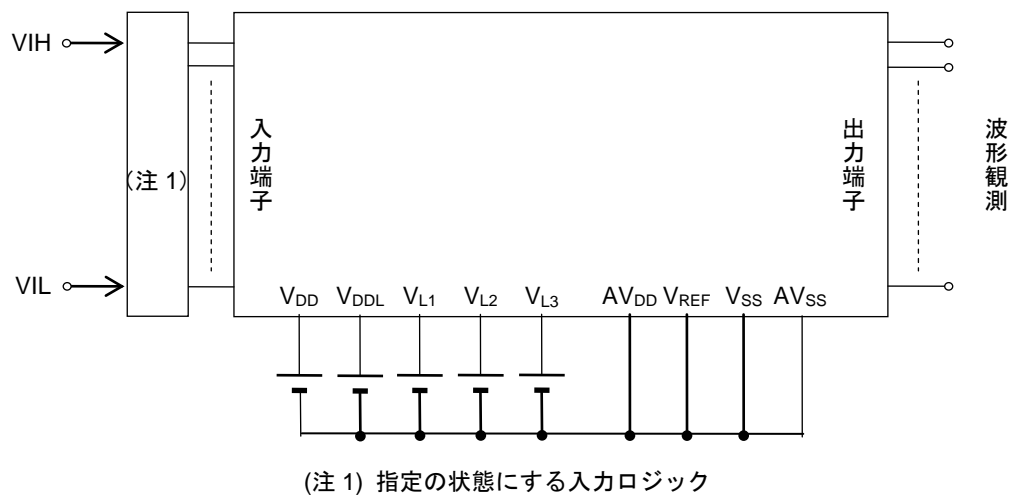 VIH
VIL
(注 1)
入力端子
出力端子
波形観測
VDD VDDL VL1 VL2 VL3 AVDD VREF VSS AVSS
(注 1) 指定の状態にする入力ロジック